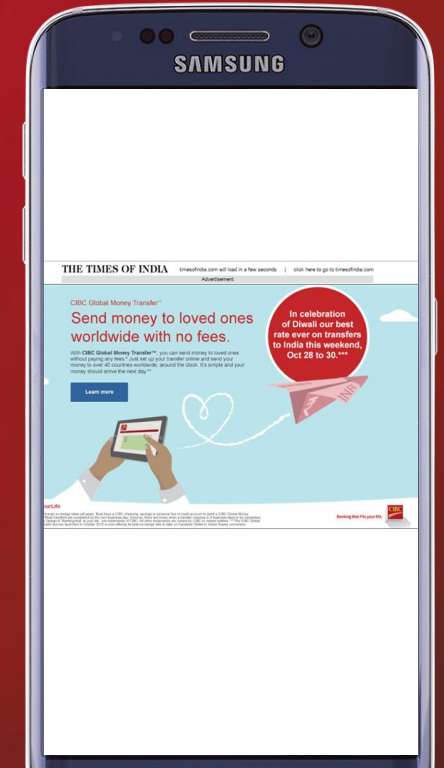 SAMSUNG
THE TIMES OF INDIA timesofindia.com will load in a few seconds | click here to go to timesofindia.com
Advertisement
CIBC Global Money Transfer™
Send money to loved ones
worldwide with no fees.
With CIBC Global Money Transfer™, you can send money to loved ones
without paying any fees.* Just set up your transfer online and send your
money to over 45 countries worldwide, around the clock. It's simple and your
money should arrive the next day.**
Learn more
In celebration
of Diwali our best
rate ever on transfers
to India this weekend,
Oct 28 to 30.***
INR
urLife
Banking that Fits your life.
CIBC